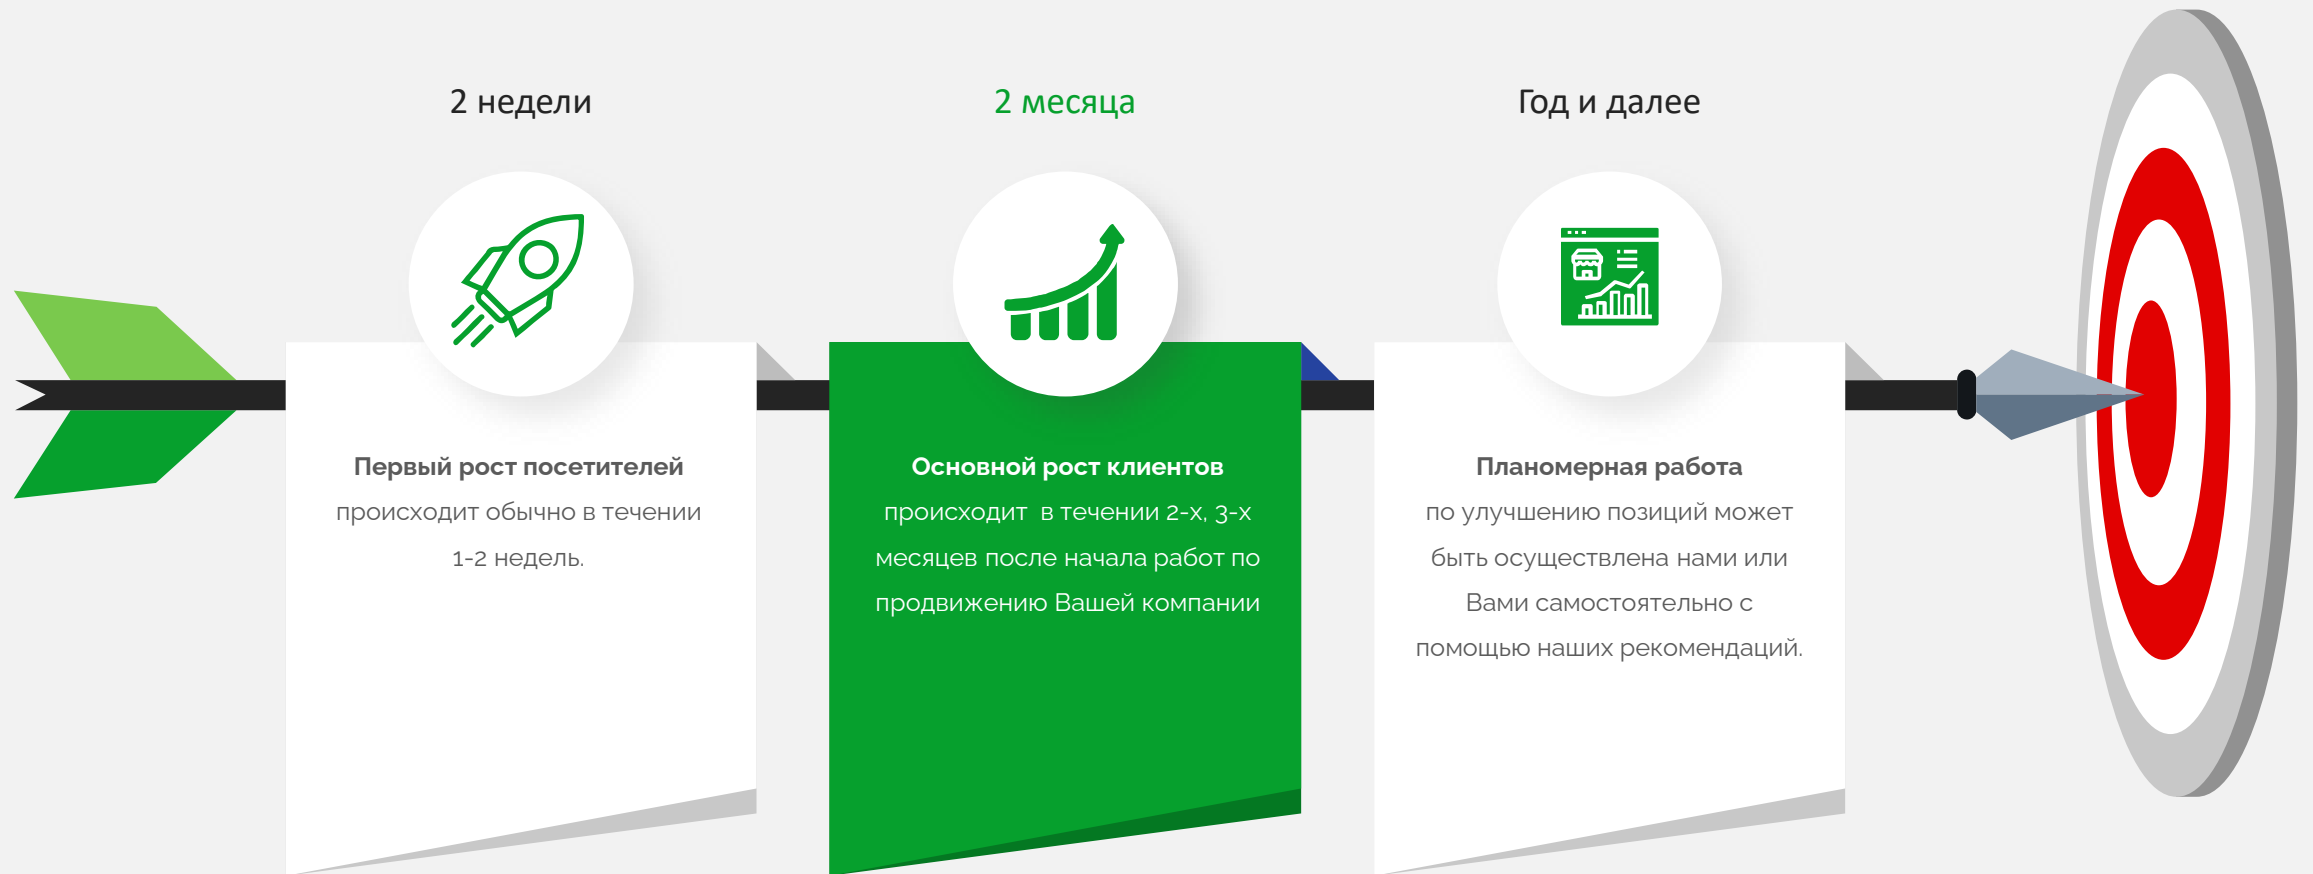 2 недели
Первый рост посетителей
происходит обычно в течении
1-2 недель.
2 месяца
Основной рост клиентов
происходит  в течении 2-х, 3-х
месяцев после начала работ по
продвижению Вашей компании
Год и далее
Планомерная работа
по улучшению позиций может
быть осуществлена нами или
Вами самостоятельно с
помощью наших рекомендаций.